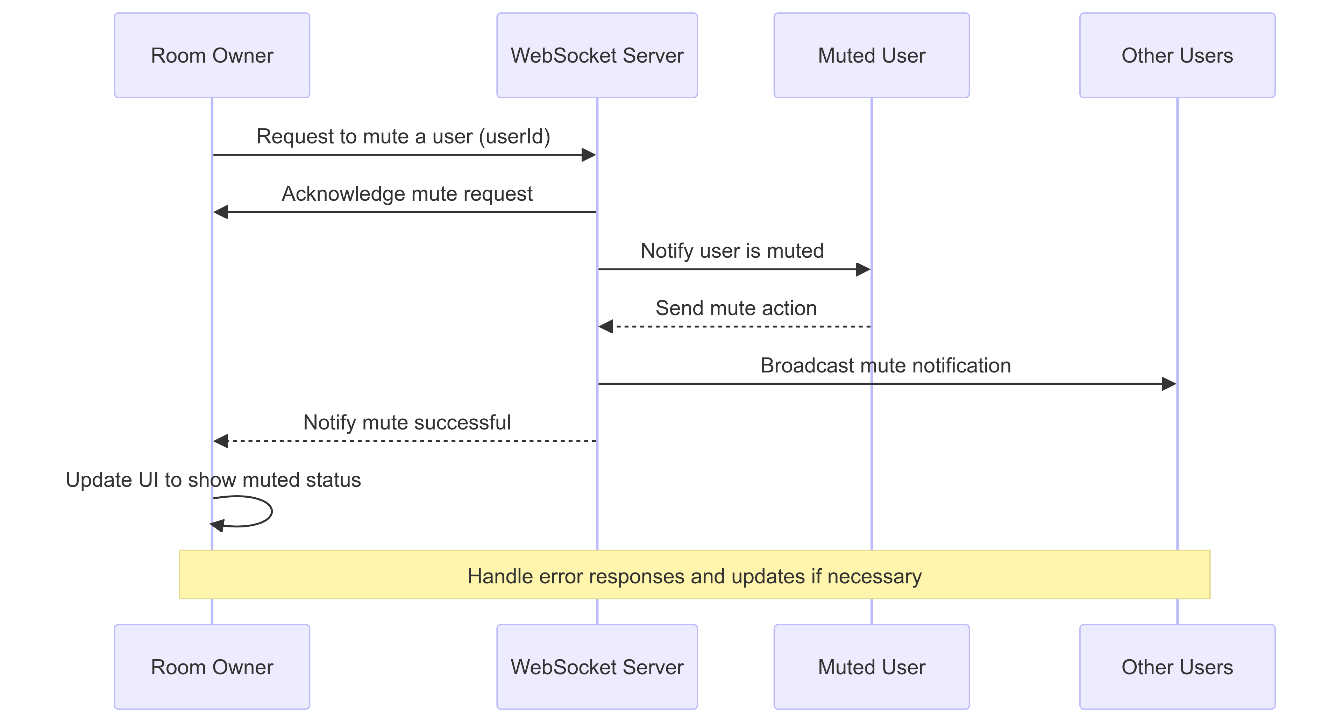 Room Owner
WebSocket Server
Muted User
Other Users
Request to mute a user (userId)
Acknowledge mute request
Notify user is muted
Send mute action
Broadcast mute notification
Notify mute successful
Update UI to show muted status
Handle error responses and updates if necessary
Room Owner
WebSocket Server
Muted User
Other Users